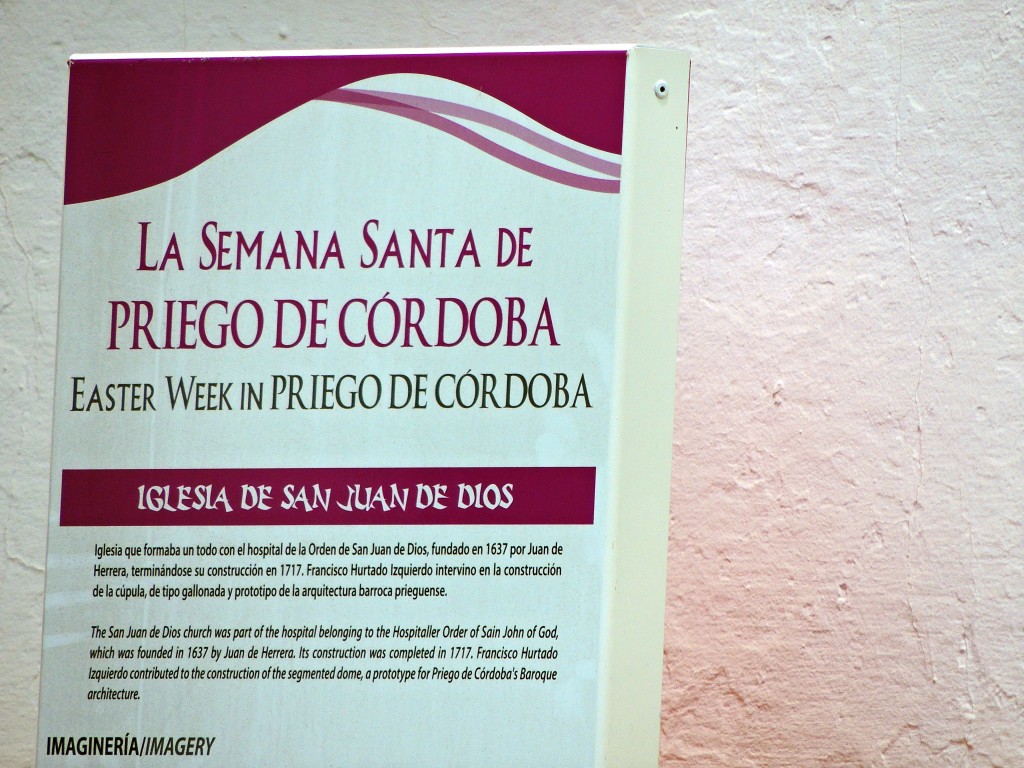 LA SEMANA SANTA DE
PRIEGO DE CÓRDOBA
EASTER WEEK IN PRIEGO DE CÓRDOBA
IGLESIA DE SAN JUAN DE DIOS
Iglesia que formaba un todo con el hospital de la Orden de San Juan de Dios, fundado en 1637 por Juan de
Herrera, terminándose su construcción en 1717. Francisco Hurtado Izquierdo intervino en la construcción
de la cúpula, de tipo gallonada y prototipo de la arquitectura barroca prieguense.
The San Juan de Dios church was part of the hospital belonging to the Hospitaller Order of Sain John of God,
which was founded in 1637 by Juan de Herrera. Its construction was completed in 1717. Francisco Hurtado
Izquierdo contributed to the construction of the segmented dome, a prototype for Priego de Córdoba's Baroque
architecture.
IMAGINERÍA/IMAGERY